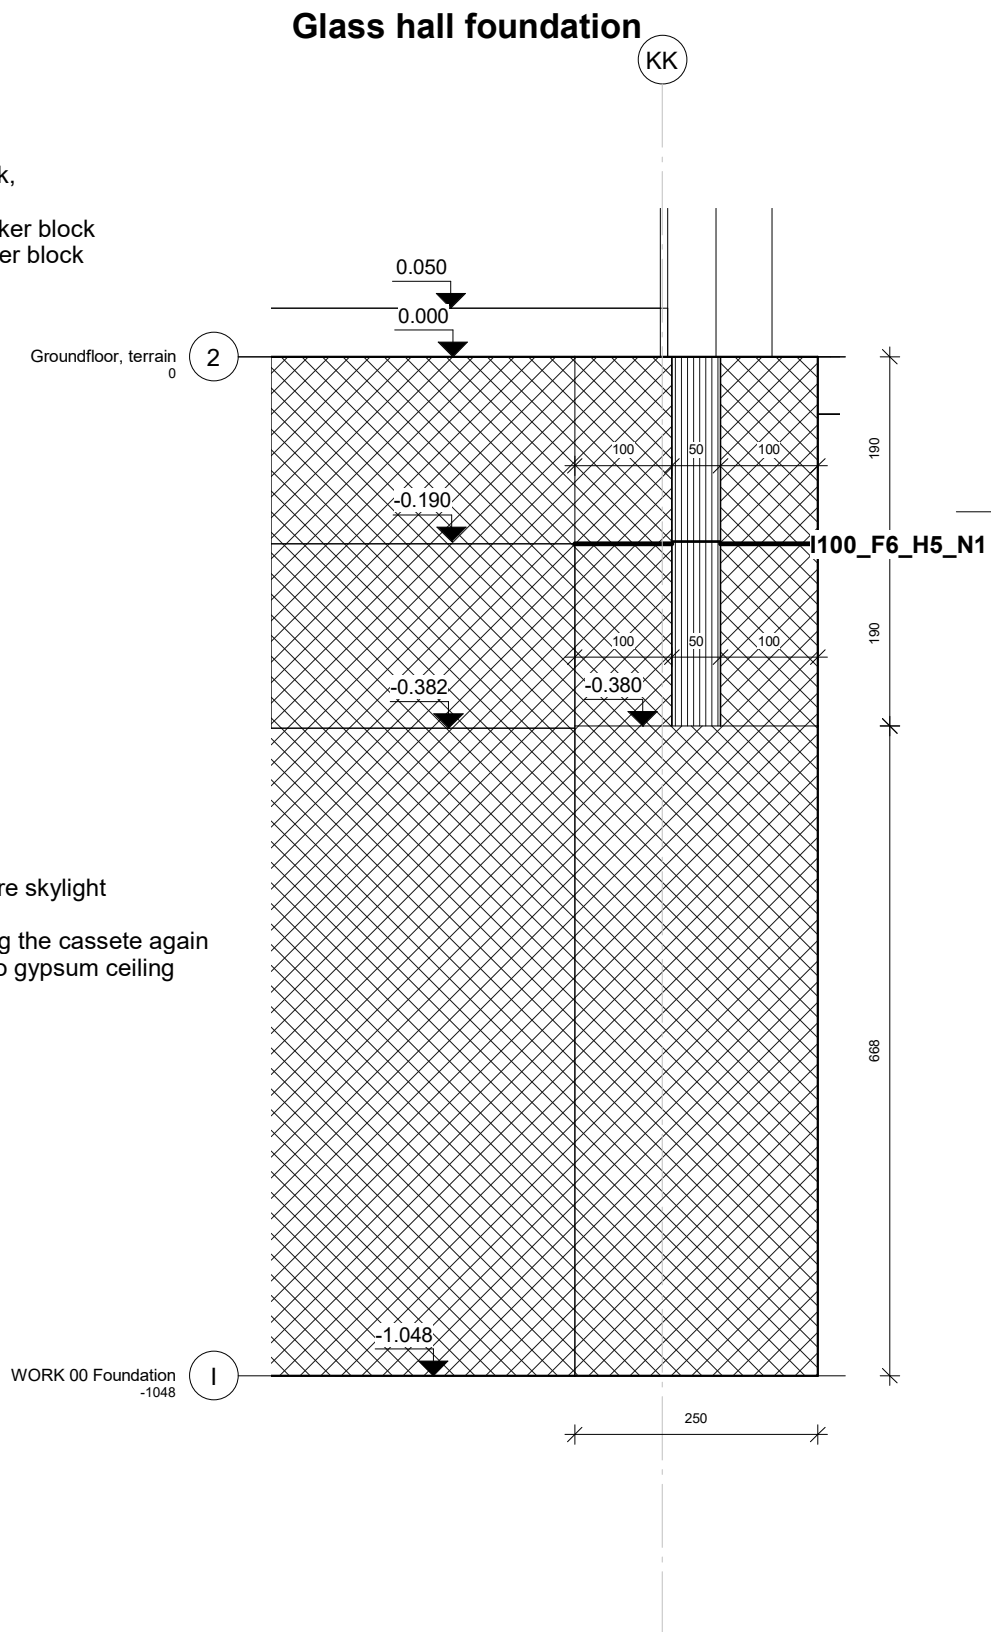 Glass hall foundation
KK
k,
ker block
er block
0.050
0.000
Groundfloor, terrain
0
2
190
100 50 100
-0.190
I100_F6_H5_N1
190
100 50 100
-0.382
-0.380
re skylight
g the cassete again
o gypsum ceiling
668
-1.048
WORK 00 Foundation
-1048
I
250